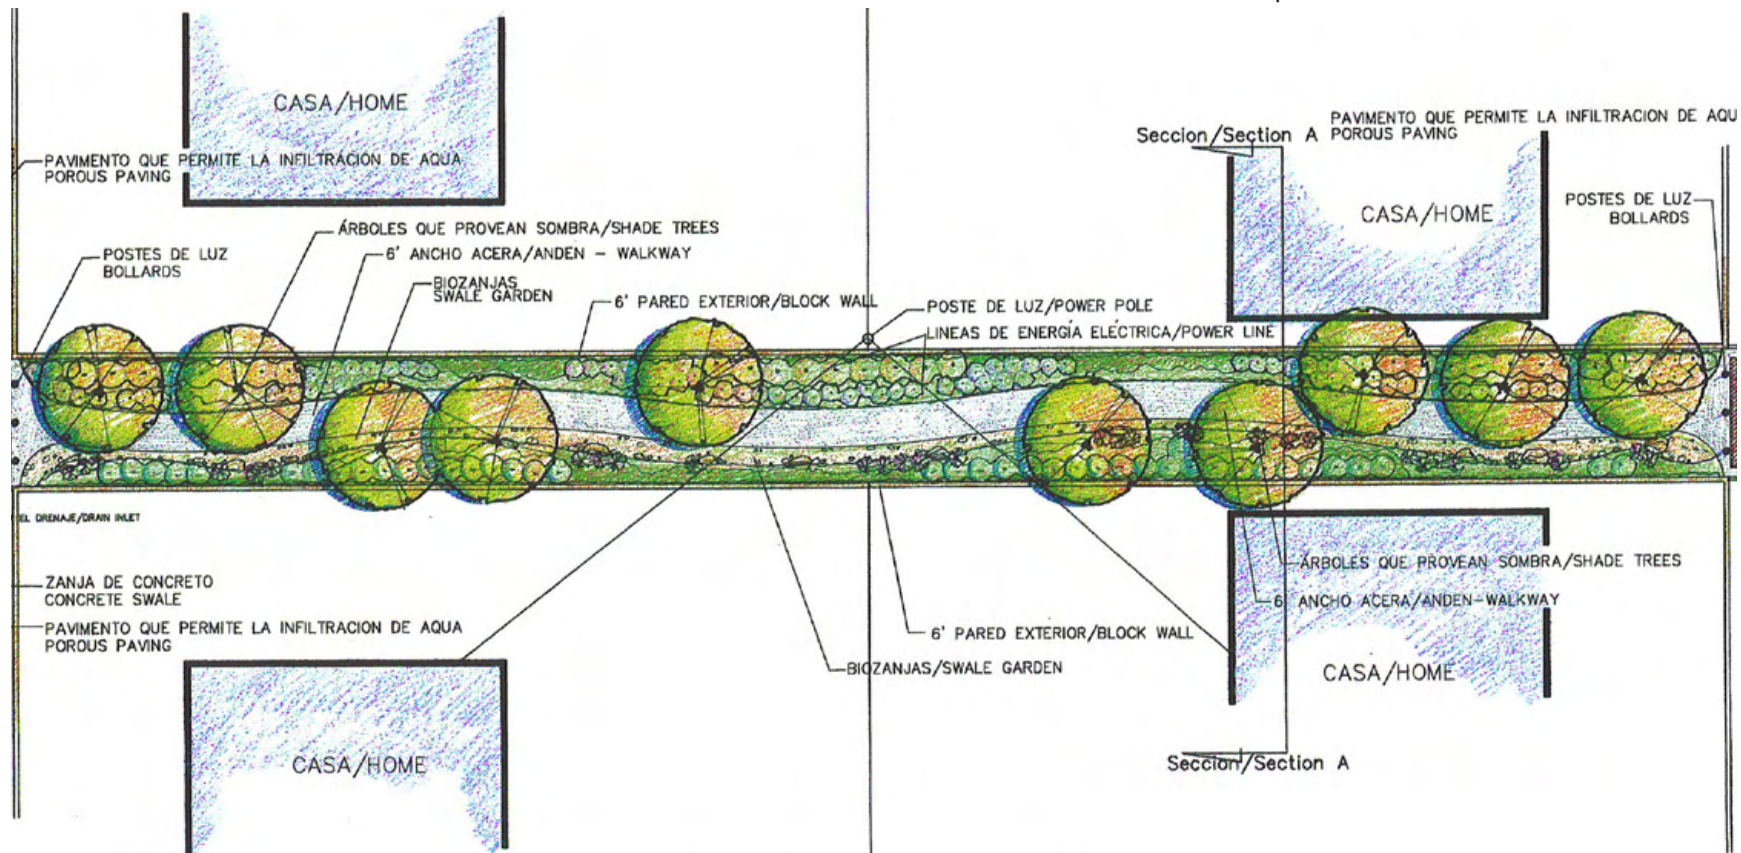 CASA/HOME
PAVIMENTO QUE PERMITE LA INFILTRACIÓN DE AQUA
POROUS PAVING
ÁRBOLES QUE PROVEAN SOMBRA/SHADE TREES
6' ANCHO ACERA/ANDEN - WALKWAY
POSTES DE LUZ
BOLLARDS
BIOZANJAS
SWALE GARDEN
6' PARED EXTERIOR/BLOCK WALL
POSTE DE LUZ/POWER POLE
LINEAS DE ENERGÍA ELÉCTRICA/POWER LINE
Seccion/Section A
PAVIMENTO QUE PERMITE LA INFILTRACION DE AQU
POROUS PAVING
CASA/HOME
POSTES DE LUZ
BOLLARDS
EL DRENAJE/DRAIN INLET
ZANJA DE CONCRETO
CONCRETE SWALE
PAVIMENTO QUE PERMITE LA INFILTRACION DE AQUA
POROUS PAVING
CASA/HOME
6' PARED EXTERIOR/BLOCK WALL
BIOZANJAS/SWALE GARDEN
ÁRBOLES QUE PROVEAN SOMBRA/SHADE TREES
6' ANCHO ACERA/ANDEN-WALKWAY
CASA/HOME
Seccion/Section A